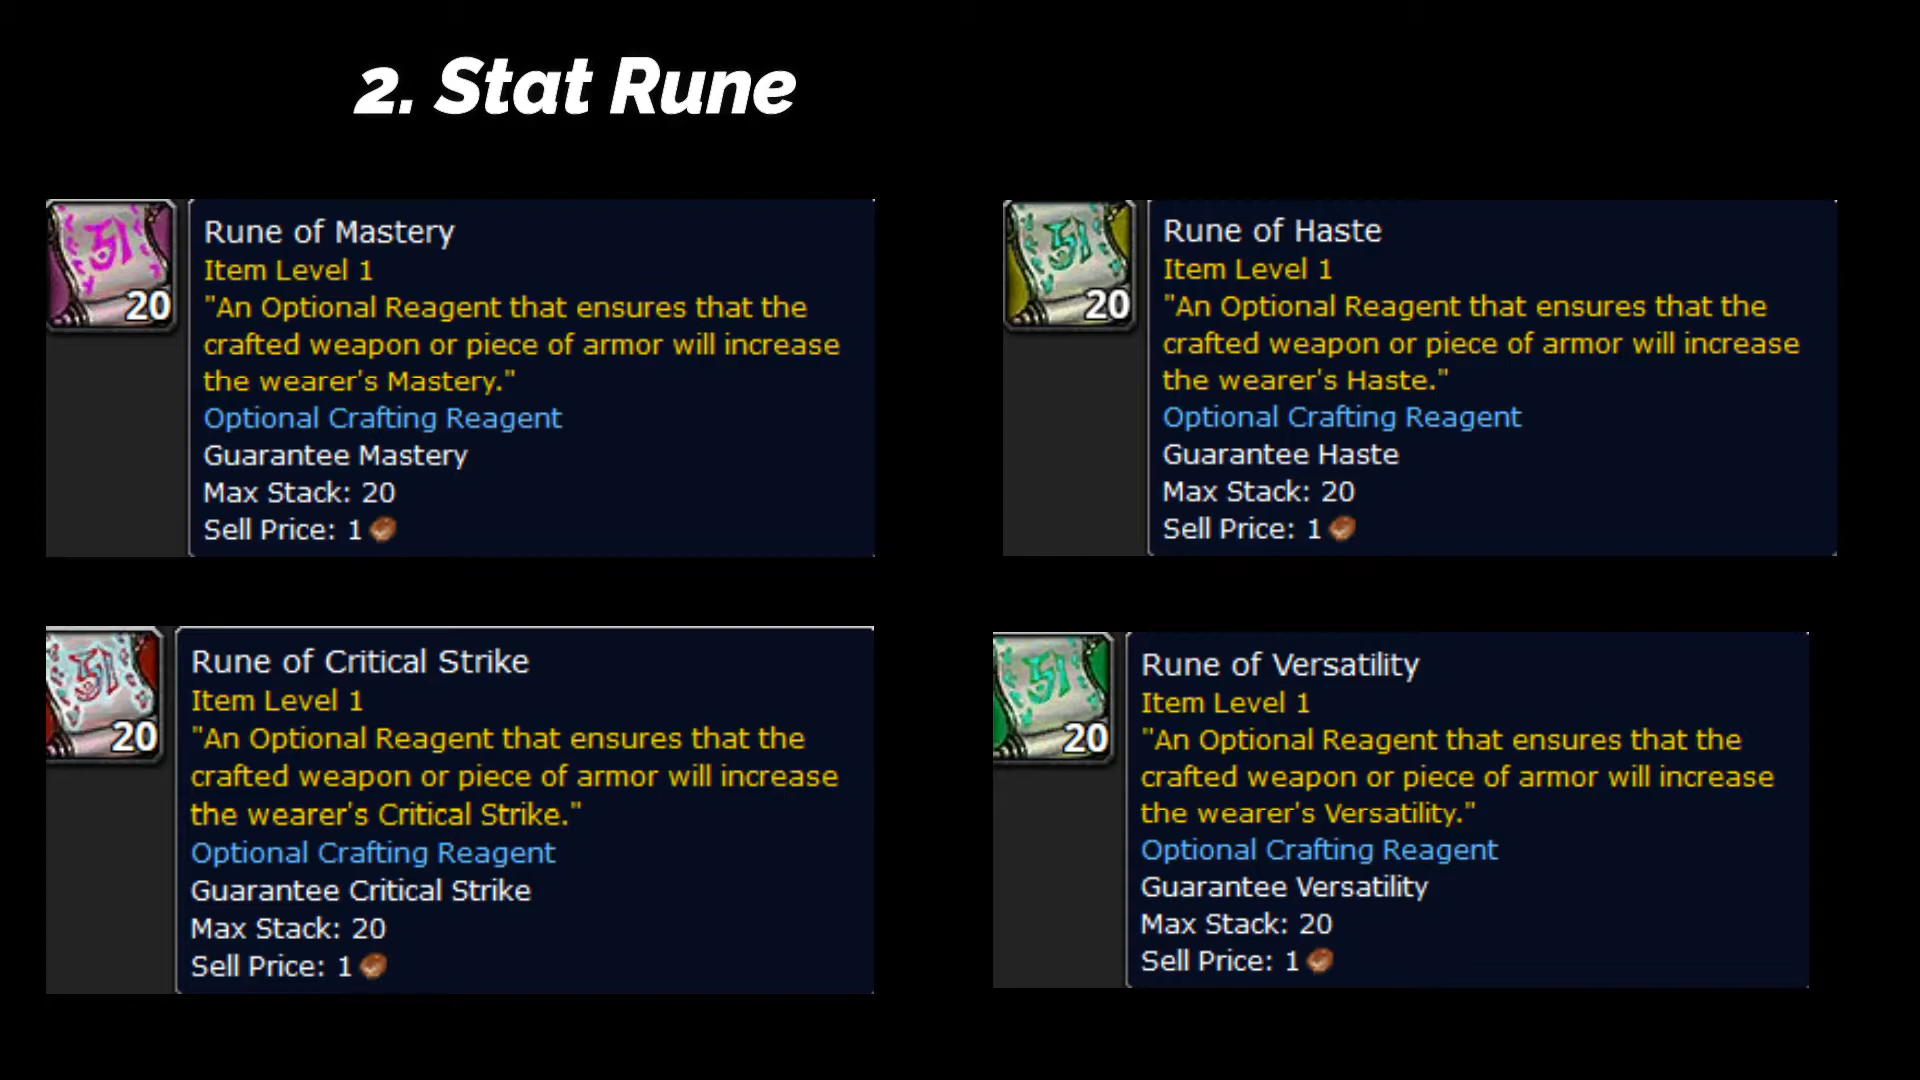 2. Stat Rune
20
Rune of Mastery
Item Level 1
"An Optional Reagent that ensures that the
crafted weapon or piece of armor will increase
the wearer's Mastery."
Optional Crafting Reagent
Guarantee Mastery
Max Stack: 20
Sell Price: 1
20
Rune of Haste
Item Level 1
"An Optional Reagent that ensures that the
crafted weapon or piece of armor will increase
the wearer's Haste."
Optional Crafting Reagent
Guarantee Haste
Max Stack: 20
Sell Price: 1
20
Rune of Critical Strike
Item Level 1
"An Optional Reagent that ensures that the
crafted weapon or piece of armor will increase
the wearer's Critical Strike."
Optional Crafting Reagent
Guarantee Critical Strike
Max Stack: 20
Sell Price: 1
20
Rune of Versatility
Item Level 1
"An Optional Reagent that ensures that the
crafted weapon or piece of armor will increase
the wearer's Versatility."
Optional Crafting Reagent
Guarantee Versatility
Max Stack: 20
Sell Price: 1